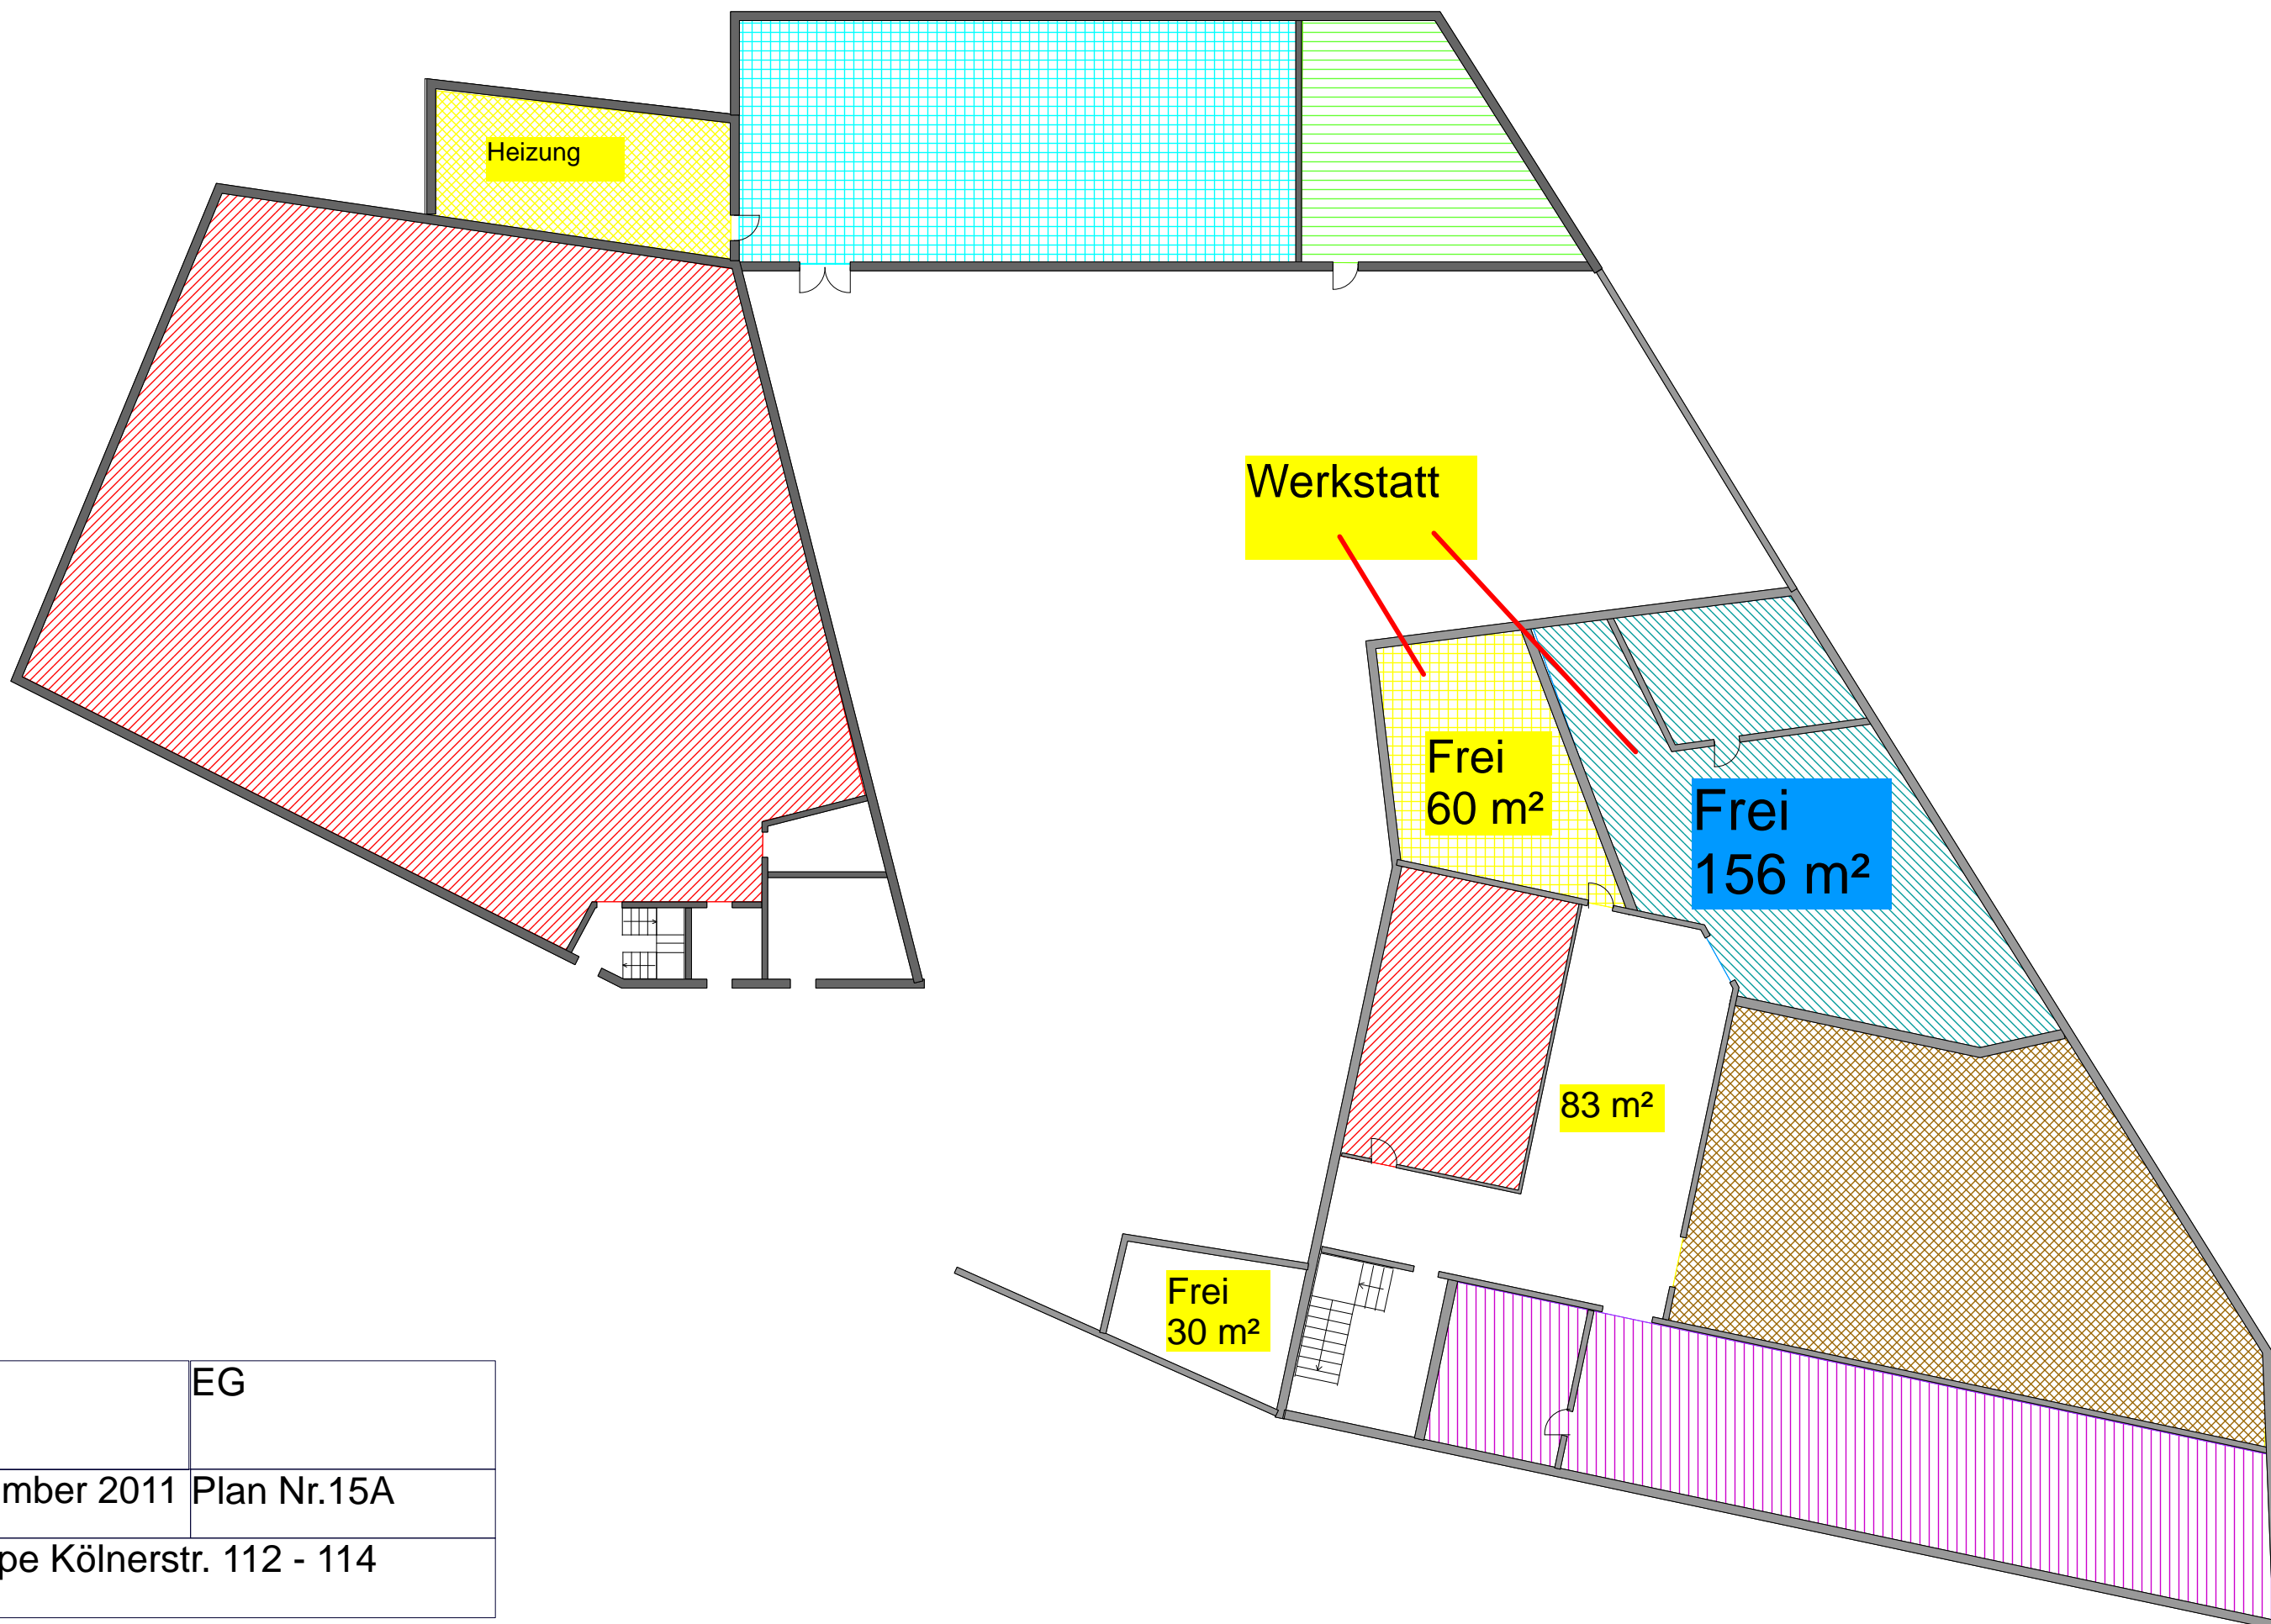 Heizung
Werkstatt
Frei
60 m²
Frei
156 m²
83 m²
Frei
30 m²
EG
mber 2011
Plan Nr.15A
pe Kölnerstr. 112 - 114